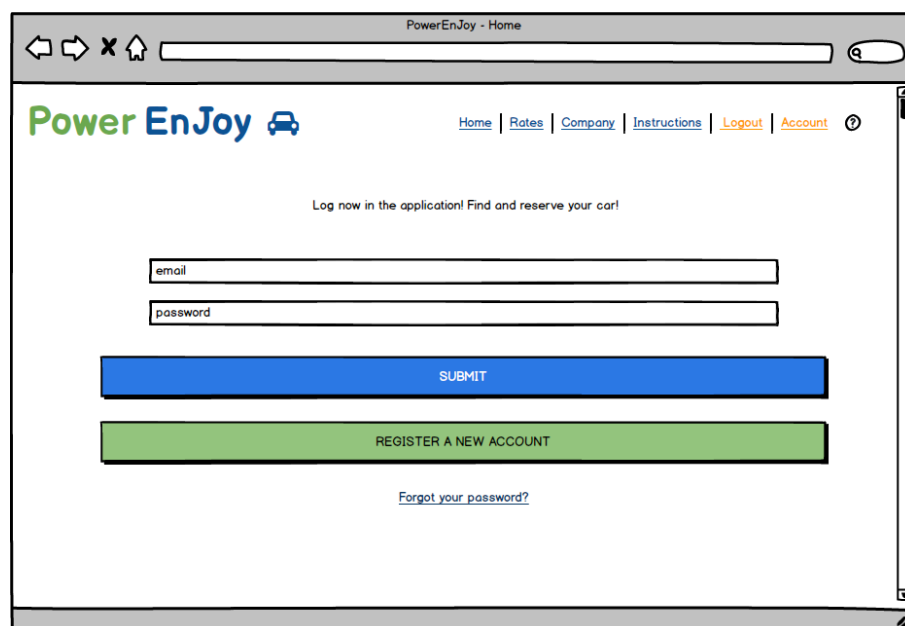 PowerEnJoy - Home
Power EnJoy
Home | Rates | Company | Instructions | Logout | Account ?
Log now in the application! Find and reserve your car!
email
password
SUBMIT
REGISTER A NEW ACCOUNT
Forgot your password?